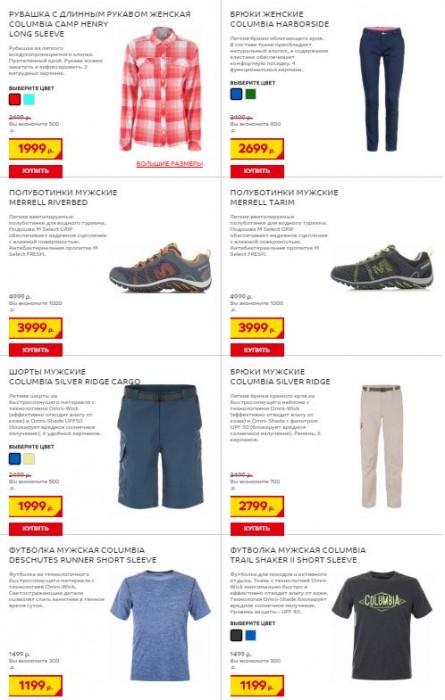 РУБАШКА С ДЛИННЫМ РУКАВОМ ЖЕНСКАЯ
COLUMBIA CAMP HENRY
LONG SLEEVE
Рубашка из легкого
воздухопроницаемого хлопка.
Приталенный крой. Рукава можно
закатать и зафиксировать. 2
нагрудных кармана.
ВЫБЕРИТЕ ЦВЕТ
2499 р.
Вы экономите 500
р.
1999 р.
КУПИТЬ
БОЛЬШИЕ РАЗМЕРЫ
БРЮКИ ЖЕНСКИЕ
COLUMBIA HARBORSIDE
Легкие брюки облегающего кроя.
В составе ткани преобладает
натуральный хлопок, а содержание
эластана обеспечивает
комфортную посадку. 4
функциональных кармана.
ВЫБЕРИТЕ ЦВЕТ
3499 р.
Вы экономите 800
р.
2699 р.
КУПИТЬ
ПОЛУБОТИНКИ МУЖСКИЕ
MERRELL RIVERBED
Легкие вентилируемые
полуботинки для водного туризма.
Подошва M Select GRIP
обеспечивает надежное сцепление
с влажной поверхностью.
Антибактериальная пропитка M
Select FRESH.
4999 р.
Вы экономите 1000
р.
3999 р.
КУПИТЬ
ПОЛУБОТИНКИ МУЖСКИЕ
MERRELL TARIM
Легкие вентилируемые
полуботинки для водного туризма.
Подошва M Select GRIP
обеспечивает надежное сцепление
с влажной поверхностью.
Антибактериальная пропитка M
Select FRESH.
4999 р.
Вы экономите 1000
р.
3999 р.
КУПИТЬ
ШОРТЫ МУЖСКИЕ
COLUMBIA SILVER RIDGE CARGO
Легкие шорты из
быстросохнущего материала с
технологиями Omni-Wick
(эффективно отводит влагу от
кожи) и Omni-Shade UPF50
(блокирует вредное солнечное
излучение). 6 удобных карманов.
ВЫБЕРИТЕ ЦВЕТ
2499 р.
Вы экономите 500
р.
1999 р.
КУПИТЬ
БРЮКИ МУЖСКИЕ
COLUMBIA SILVER RIDGE
Легкие брюки прямого кроя из
быстросохнущего нейлона с
технологиями Omni-Wick
(эффективно отводит влагу от
кожи) и Omni-Shade с фильтром
UPF 50 (блокирует вредное
солнечное излучение). Ремень, 6
карманов.
3499 р.
Вы экономите 700
р.
2799 р.
КУПИТЬ
ФУТБОЛКА МУЖСКАЯ COLUMBIA
DESCHUTES RUNNER SHORT SLEEVE
Футболка из технологичного
быстросохнущего материала с
технологией Omni-Wick.
Светоотражающие детали
позволят стать заметнее в темное
время суток.
1499 р.
Вы экономите 300
р.
1199 р.
ФУТБОЛКА МУЖСКАЯ COLUMBIA
TRAIL SHAKER II SHORT SLEEVE
Футболка для походов и активного
отдыха. Ткань с технологией Omni-
Wick максимально быстро и
эффективно отводит влагу от кожи.
Технология Omni-Shade блокирует
вредное солнечное излучение.
Уровень защиты - UPF 40.
ВЫБЕРИТЕ ЦВЕТ
1499 р.
Вы экономите 300
р.
1199 р.
COLUMBIA